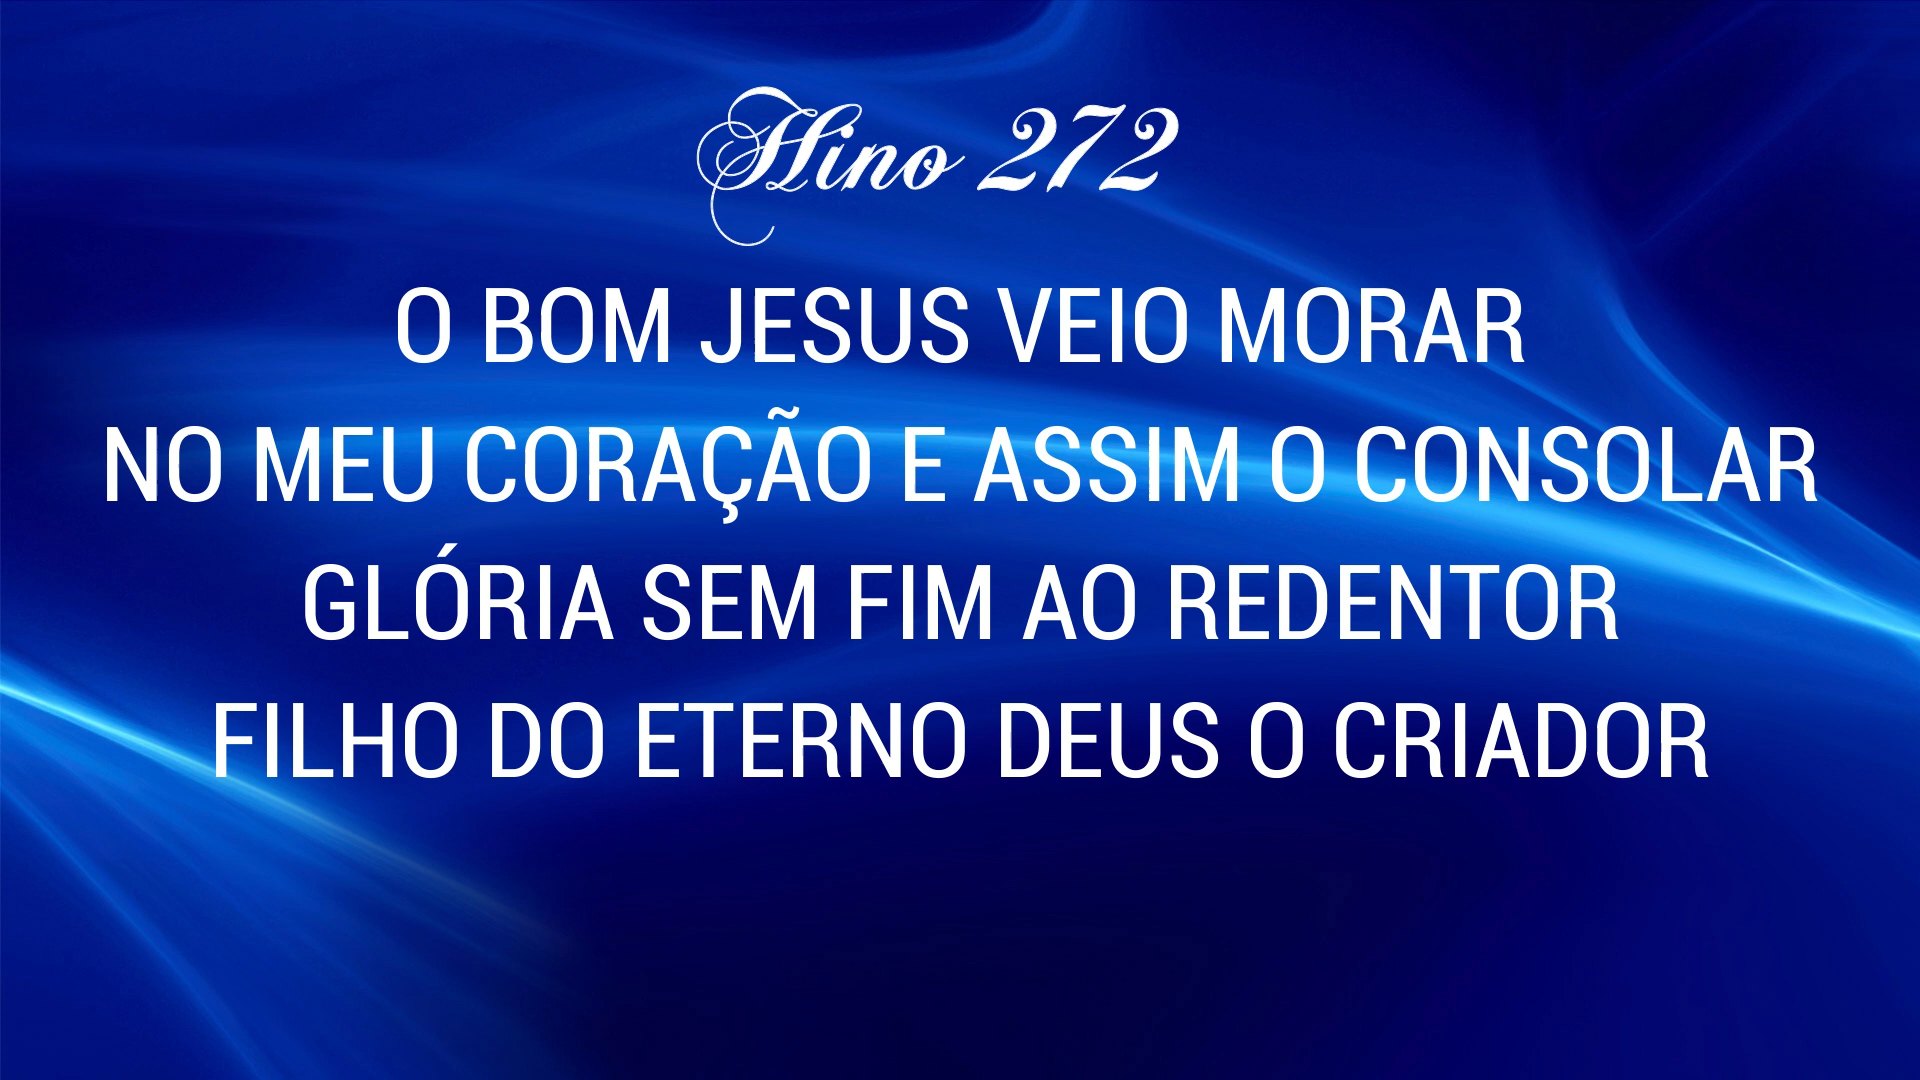 Hino 272
O BOM JESUS VEIO MORAR
NO MEU CORAÇÃO E ASSIM O CONSOLAR
GLÓRIA SEM FIM AO REDENTOR
FILHO DO ETERNO DEUS O CRIADOR